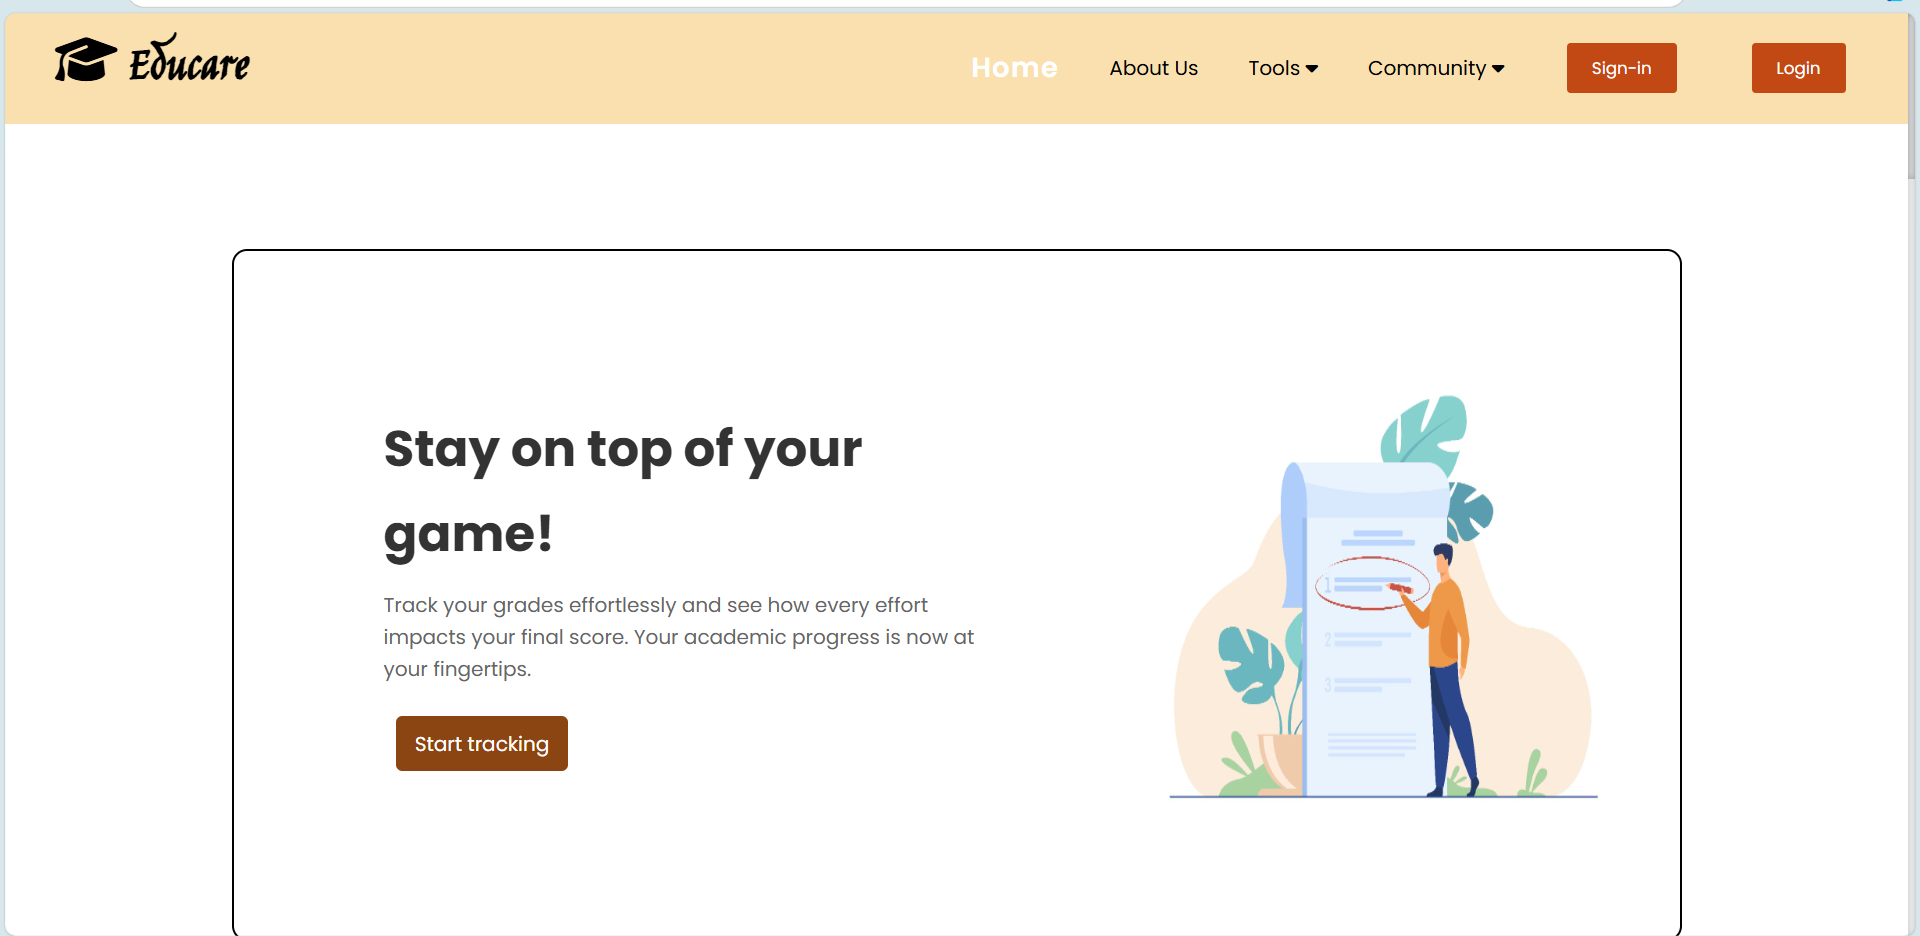 Educare
Home
About Us
Tools
Community
Sign-in
Login
Stay on top of your
game!
Track your grades effortlessly and see how every effort
impacts your final score. Your academic progress is now at
your fingertips.
Start tracking
1
2
3